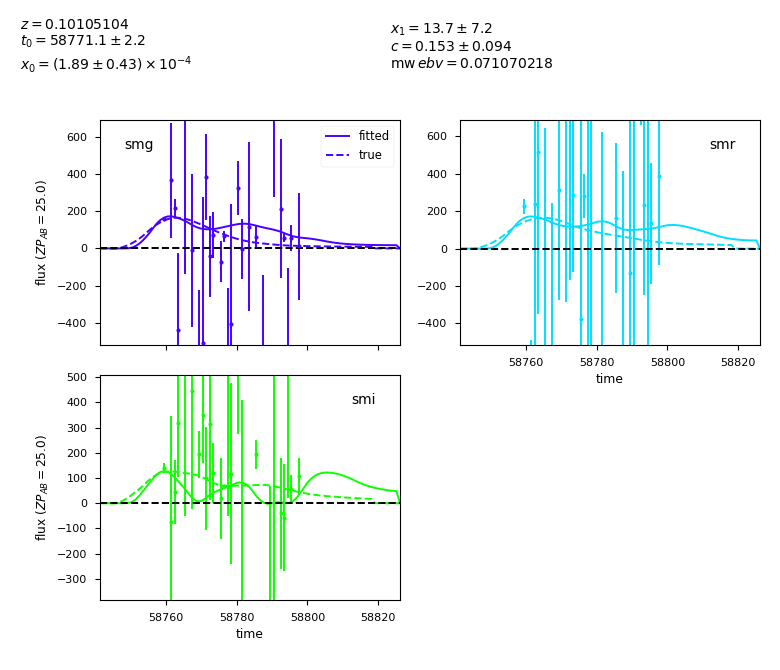 z = 0.10105104
t₀ = 58771.1 ± 2.2
x₀ = (1.89 ± 0.43) × 10⁻⁴
x₁ = 13.7 ± 7.2
c = 0.153 ± 0.094
mw ebv = 0.071070218
smg
fitted
true
600
400
200
0
−200
−400
flux (ZP_AB = 25.0)
smr
600
400
200
0
−200
−400
58760 58780 58800 58820
time
smi
500
400
300
200
100
0
−100
−200
−300
flux (ZP_AB = 25.0)
58760 58780 58800 58820
time